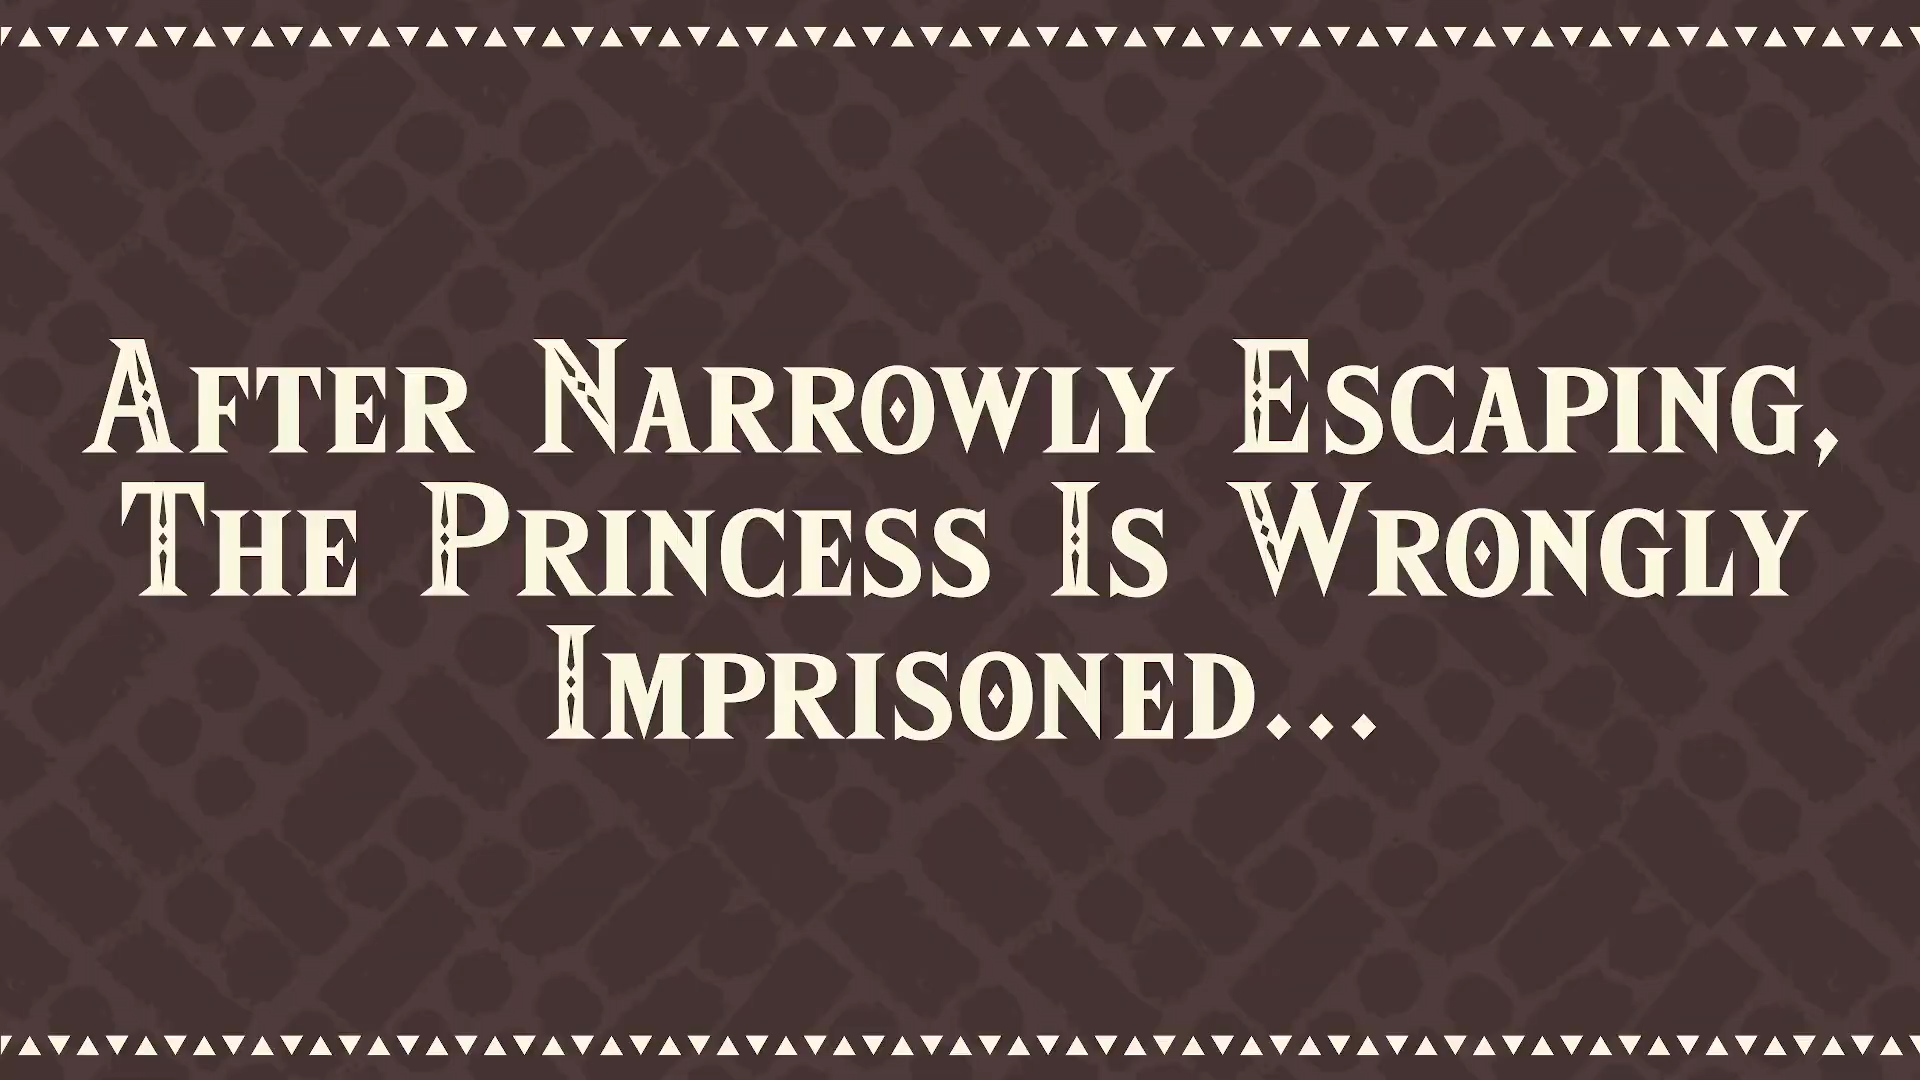 After Narrowly Escaping,
The Princess Is Wrongly
Imprisoned...